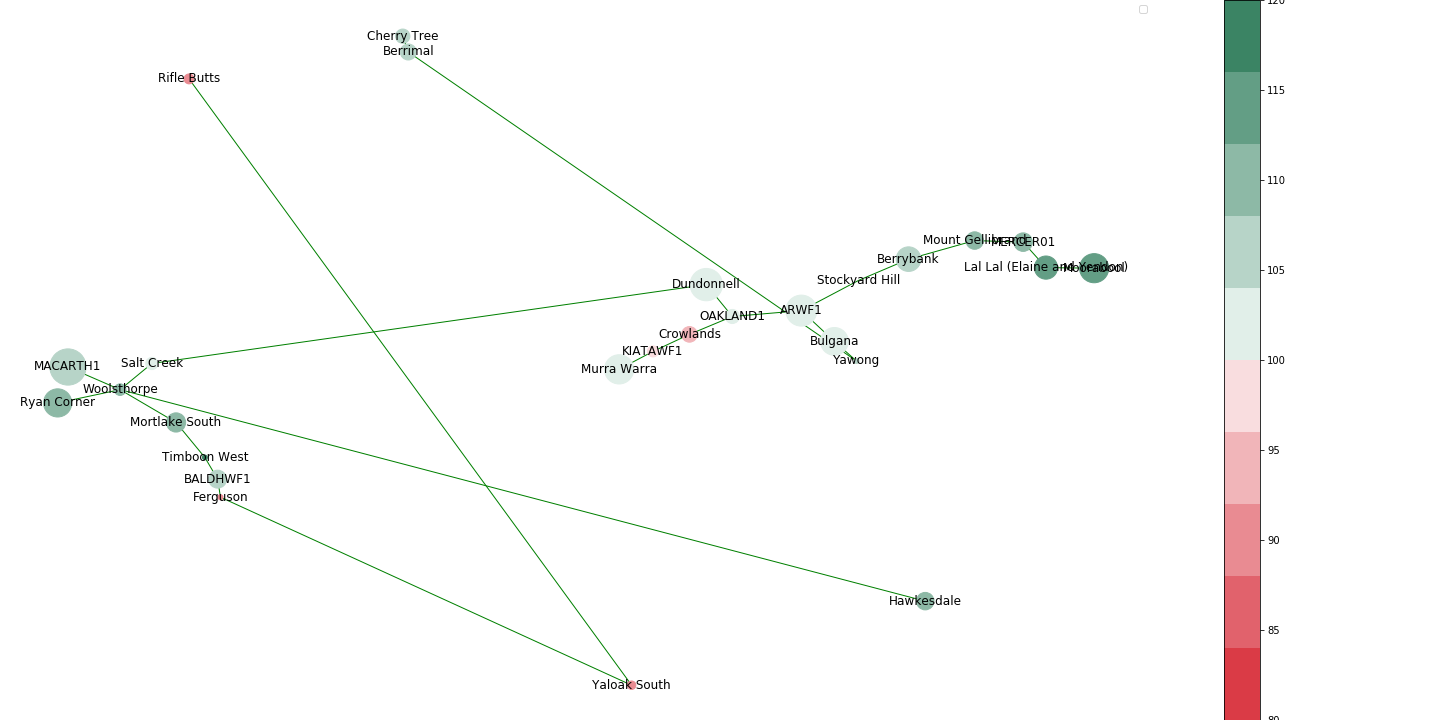 120
Cherry Tree
Berrimal
Rifle Butts
115
110
Mount Gellibrand
MERCER01
Berrybank
Lal Lal (Elaine and Yendon)
Moorabool
105
Stockyard Hill
Dundonnell
ARWF1
OAKLAND1
Crowlands
Bulgana
KIATAWF1
Yawong
100
Salt Creek
MACARTH1
Murra Warra
Woolsthorpe
Ryan Corner
Mortlake South
95
Timboon West
BALDHWF1
Ferguson
90
Hawkesdale
85
Yaloak South
80